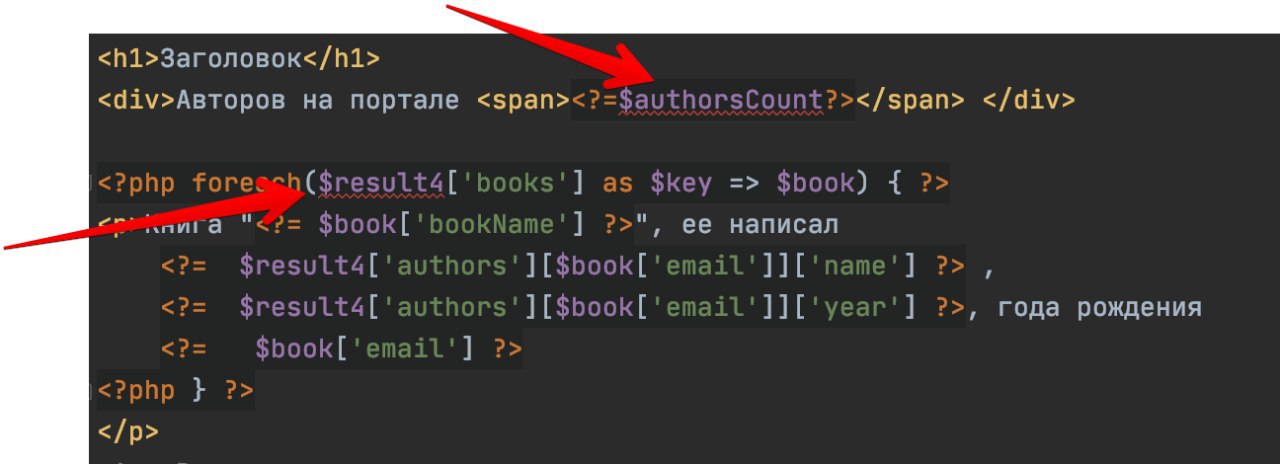 <h1>Заголовок</h1>
<div>Авторов на портале <span><?=$authorsCount?></span> </div>
<?php foreach($result4['books'] as $key => $book) { ?>
<p>Книга "<?= $book['bookName'] ?>", ее написал
<?=  $result4['authors'][$book['email']]['name'] ?> ,
<?=  $result4['authors'][$book['email']]['year'] ?>, года рождения
<?=   $book['email'] ?>
<?php } ?>
</p>